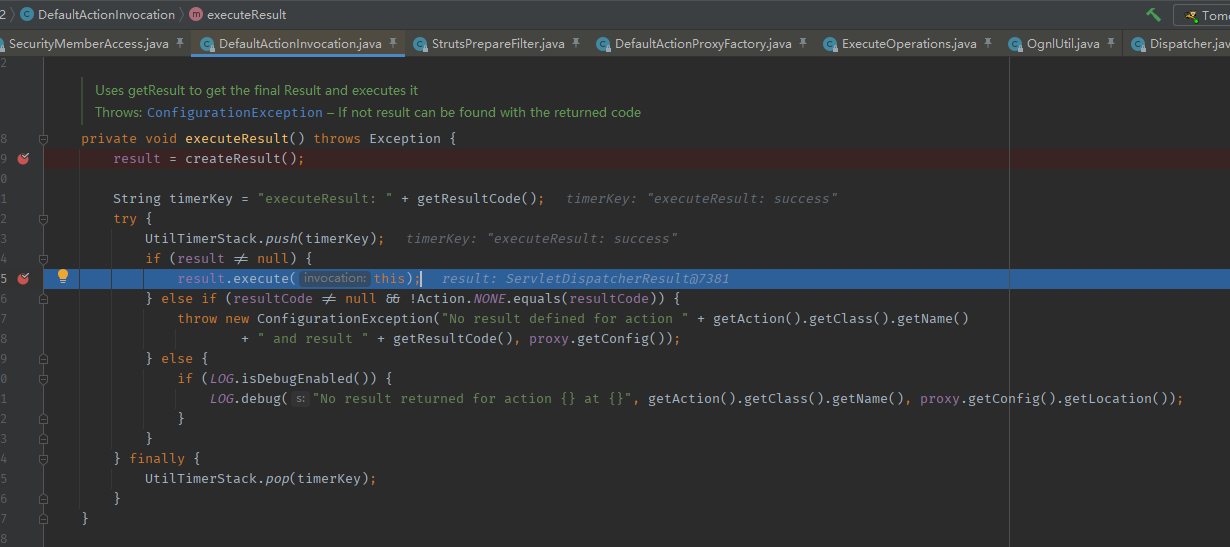 2 DefaultActionInvocation executeResult Tom
SecurityMemberAccess.java DefaultActionInvocation.java StrutsPrepareFilter.java DefaultActionProxyFactory.java ExecuteOperations.java OgnlUtil.java Dispatcher.jav
2
Uses getResult to get the final Result and executes it
Throws: ConfigurationException – If not result can be found with the returned code
8 private void executeResult() throws Exception {
9 result = createResult();
0
1 String timerKey = "executeResult: " + getResultCode(); timerKey: "executeResult: success"
2 try {
3 UtilTimerStack.push(timerKey); timerKey: "executeResult: success"
4 if (result ≠ null) {
5 result.execute( invocation: this); result: ServletDispatcherResult@7381
6 } else if (resultCode ≠ null && !Action.NONE.equals(resultCode)) {
7 throw new ConfigurationException("No result defined for action " + getAction().getClass().getName()
8 + " and result " + getResultCode(), proxy.getConfig());
9 } else {
0 if (LOG.isDebugEnabled()) {
1 LOG.debug( s: "No result returned for action {} at {}", getAction().getClass().getName(), proxy.getConfig().getLocation());
2 }
3 }
4 } finally {
5 UtilTimerStack.pop(timerKey);
6 }
7 }
8